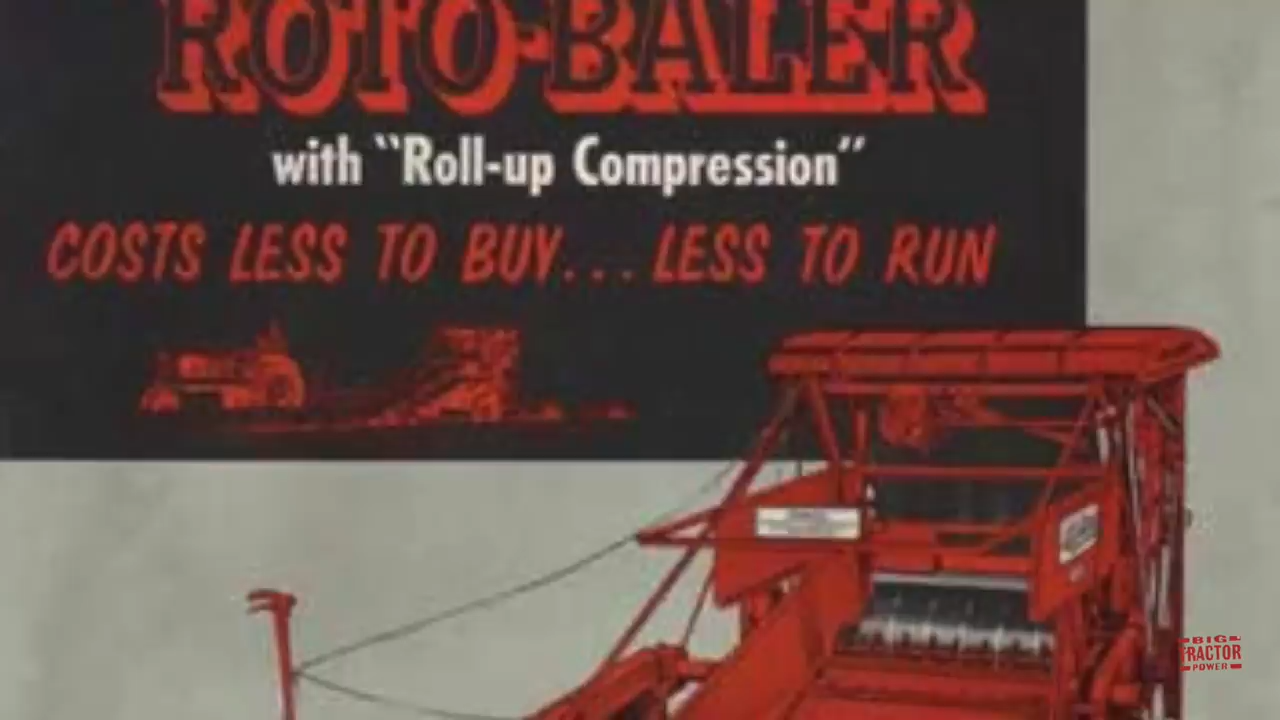 ROTO-BALER
with "Roll-up Compression"
COSTS LESS TO BUY... LESS TO RUN
BIG
TRACTOR
POWER